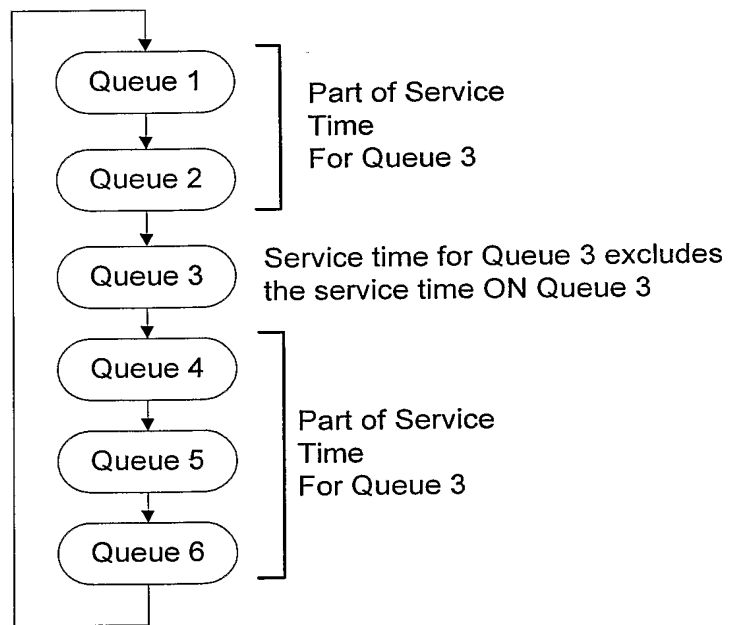 Queue 1
Part of Service
Time
For Queue 3
Queue 2
Queue 3
Service time for Queue 3 excludes
the service time ON Queue 3
Queue 4
Part of Service
Time
For Queue 3
Queue 5
Queue 6